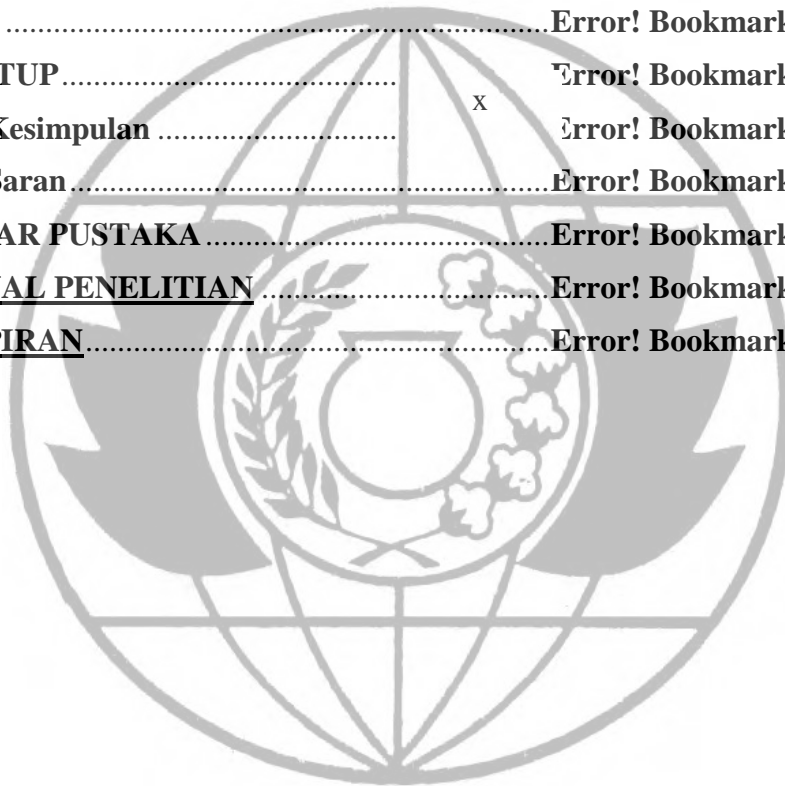 .......................................................................Error! Bookmark
TUP............................................ Error! Bookmark
x
Kesimpulan ................................ Error! Bookmark
Saran...............................................................Error! Bookmark
AR PUSTAKA.............................................Error! Bookmark
AL PENELITIAN ......................................Error! Bookmark
PIRAN.............................................................Error! Bookmark